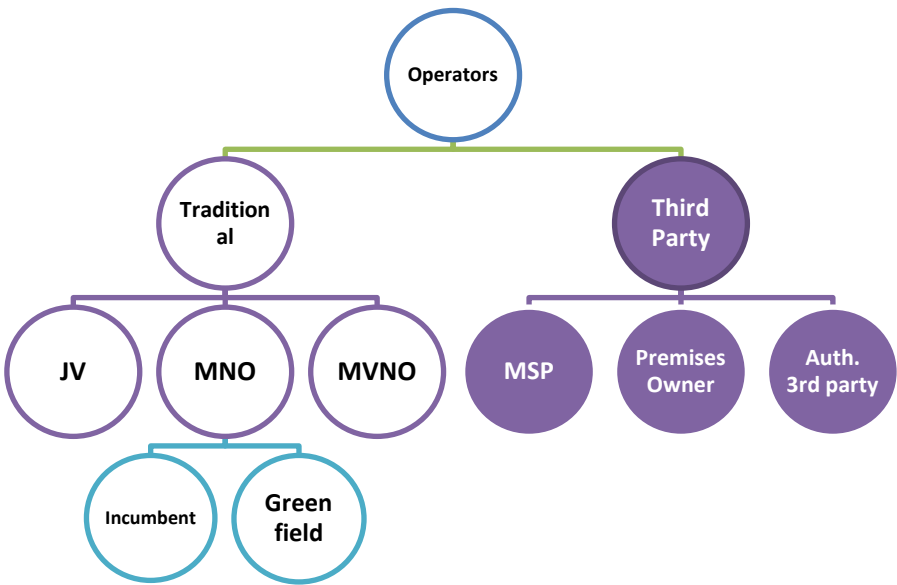 Operators
Tradition
al
Third
Party
JV
MNO
MVNO
MSP
Premises
Owner
Auth.
3rd party
Incumbent
Green
field